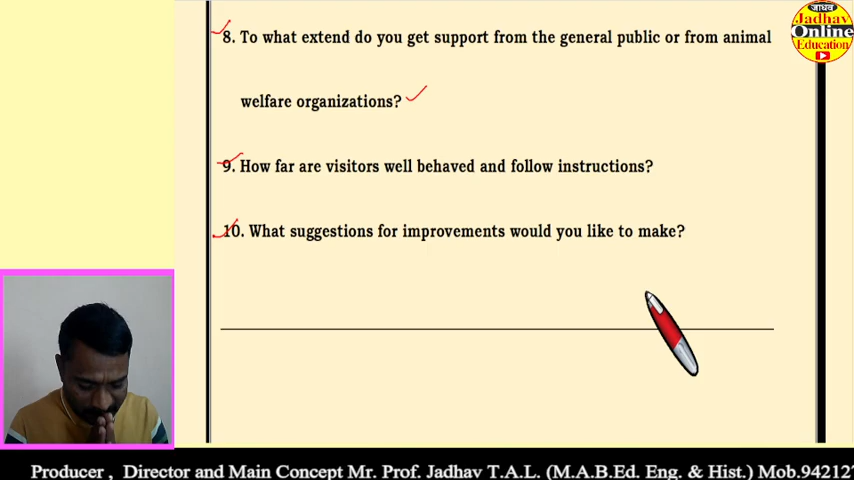 जाधव
Jadhav
Online
Education
8. To what extend do you get support from the general public or from animal
welfare organizations?
9. How far are visitors well behaved and follow instructions?
10. What suggestions for improvements would you like to make?
Producer , Director and Main Concept Mr. Prof. Jadhav T.A.L. (M.A.B.Ed. Eng. & Hist.) Mob.94212